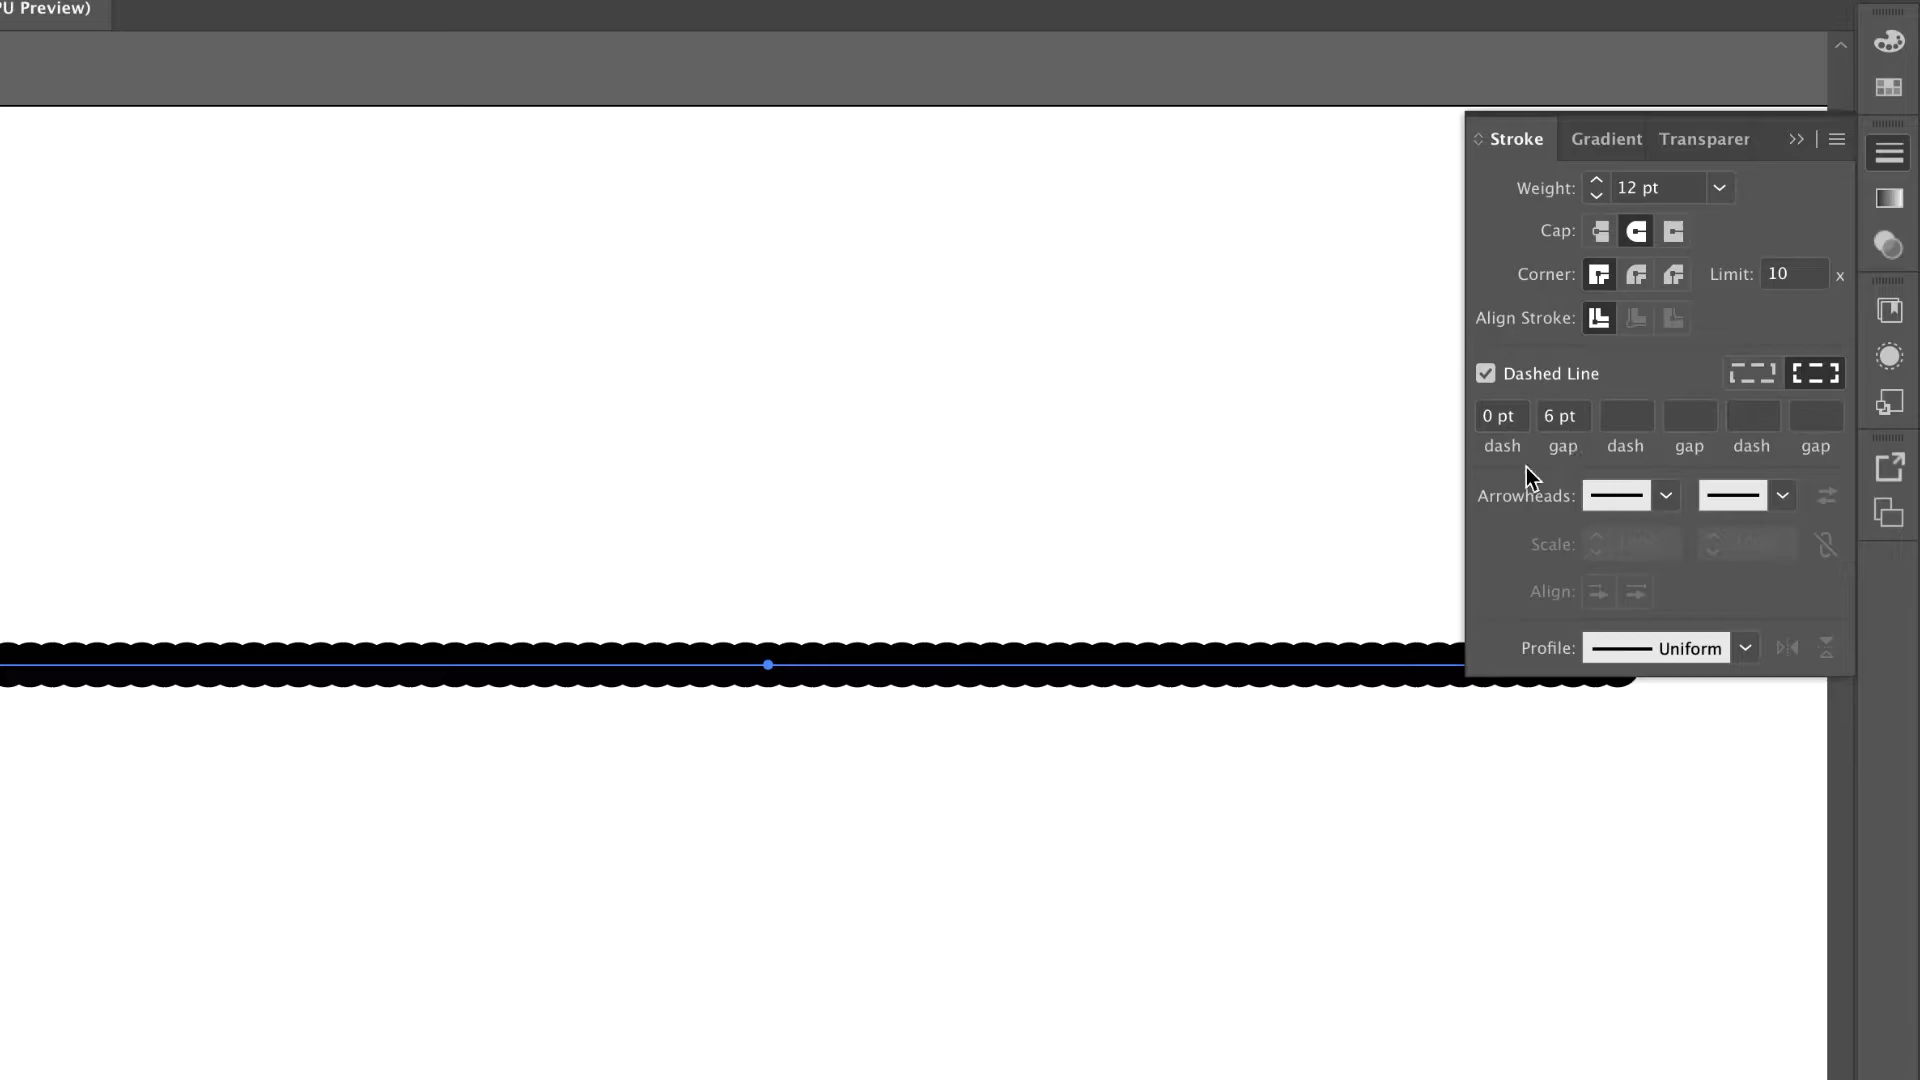 PU Preview)
Stroke Gradient Transparer
Weight: 12 pt
Cap:
Corner: Limit: 10 x
Align Stroke:
Dashed Line
0 pt 6 pt
dash gap dash gap dash gap
Arrowheads:
Scale:
Align:
Profile: Uniform